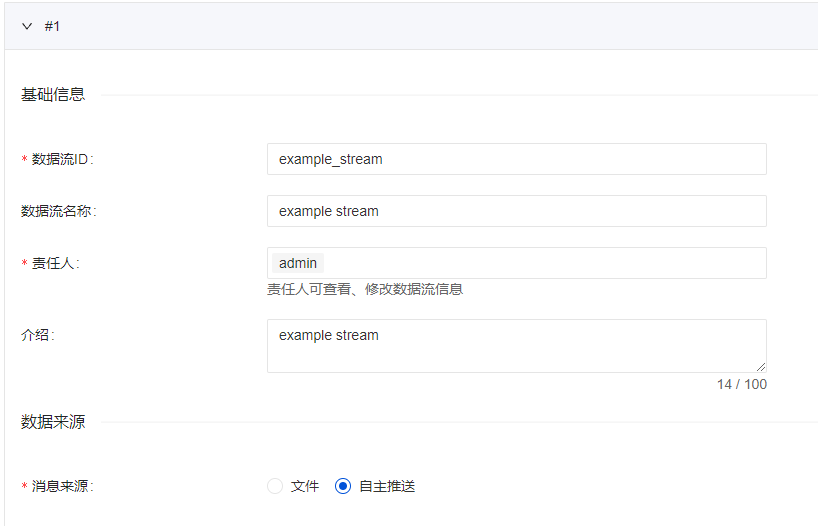 #1
基础信息
* 数据流ID: example_stream
数据流名称: example stream
* 责任人: admin
责任人可查看、修改数据流信息
介绍: example stream
14 / 100
数据来源
* 消息来源: 文件 自主推送